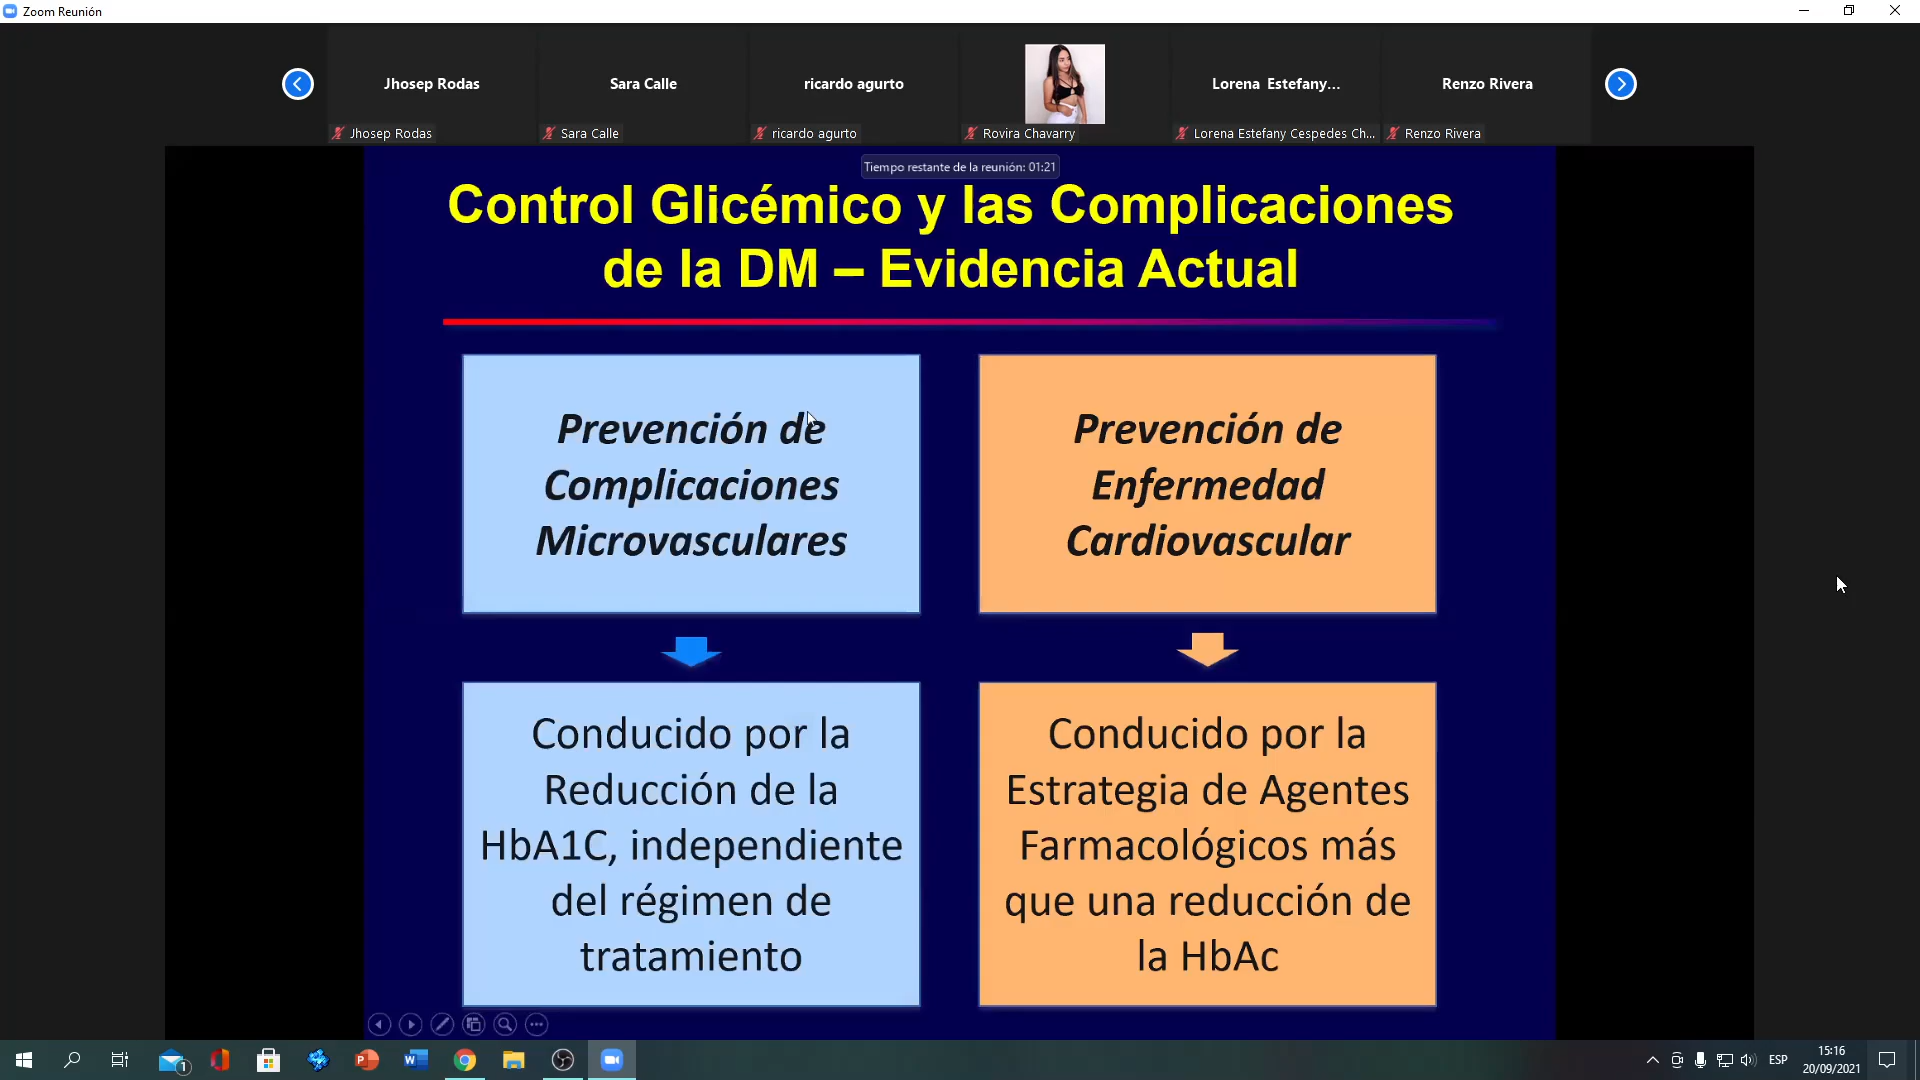 Zoom Reunión
Jhosep Rodas
Sara Calle
ricardo agurto
Lorena Estefany...
Renzo Rivera
Jhosep Rodas
Sara Calle
ricardo agurto
Rovira Chavarry
Lorena Estefany Cespedes Ch...
Renzo Rivera
Tiempo restante de la reunión: 01:21
Control Glicémico y las Complicaciones
de la DM – Evidencia Actual
Prevención de
Complicaciones
Microvasculares
Prevención de
Enfermedad
Cardiovascular
Conducido por la
Reducción de la
HbA1C, independiente
del régimen de
tratamiento
Conducido por la
Estrategia de Agentes
Farmacológicos más
que una reducción de
la HbAc
1
ESP
15:16
20/09/2021